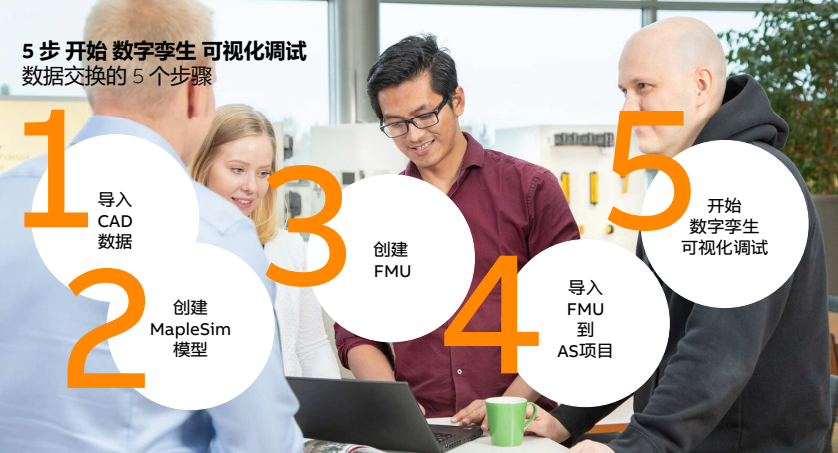 5 步 开始 数字孪生 可视化调试
数据交换的 5 个步骤
1
导入
CAD
数据
2
创建
MapleSim
模型
3
创建
FMU
4
导入
FMU
到
AS项目
5
开始
数字孪生
可视化调试